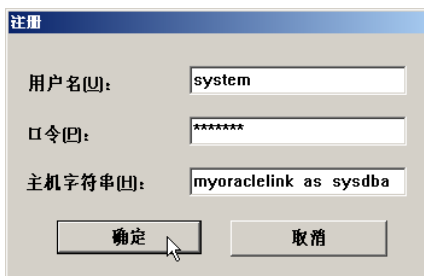 注册
用户名(U)： system
口令(P)： *******
主机字符串(H)： myoraclelink as sysdba
确定 取消